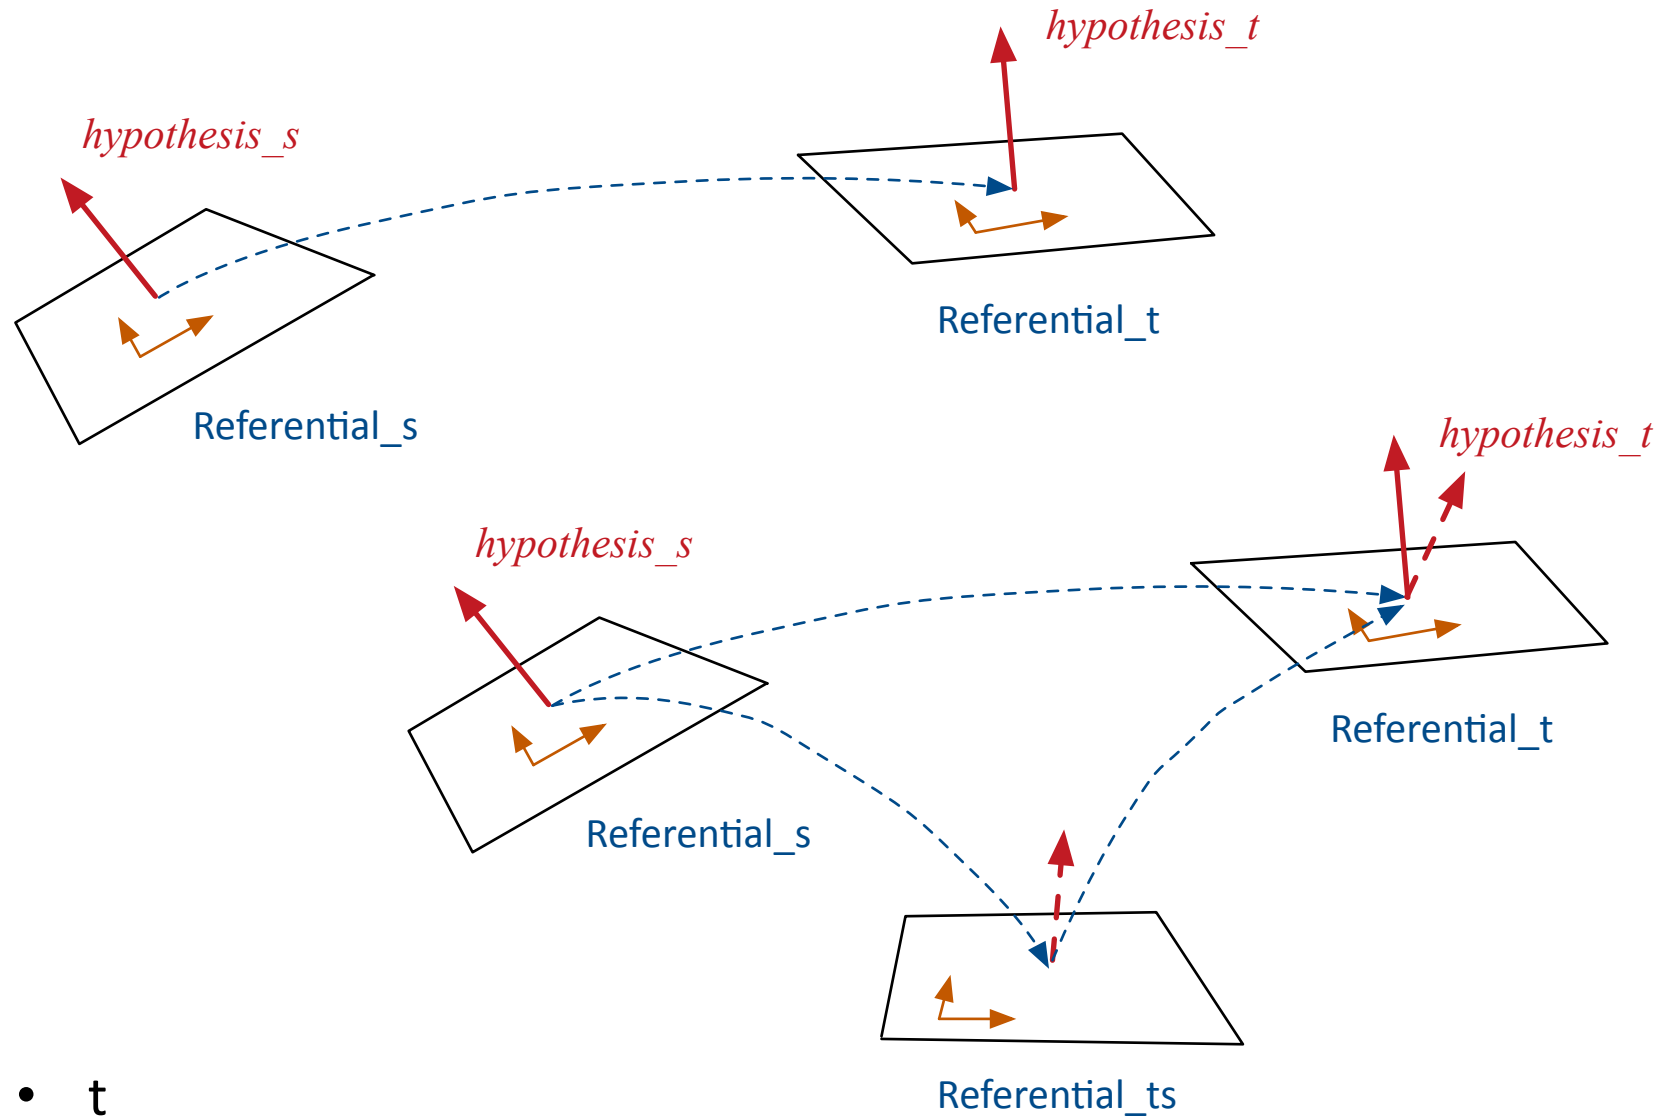 hypothesis_t
hypothesis_s
Referential_t
Referential_s
hypothesis_t
hypothesis_s
Referential_t
Referential_s
Referential_ts
• t